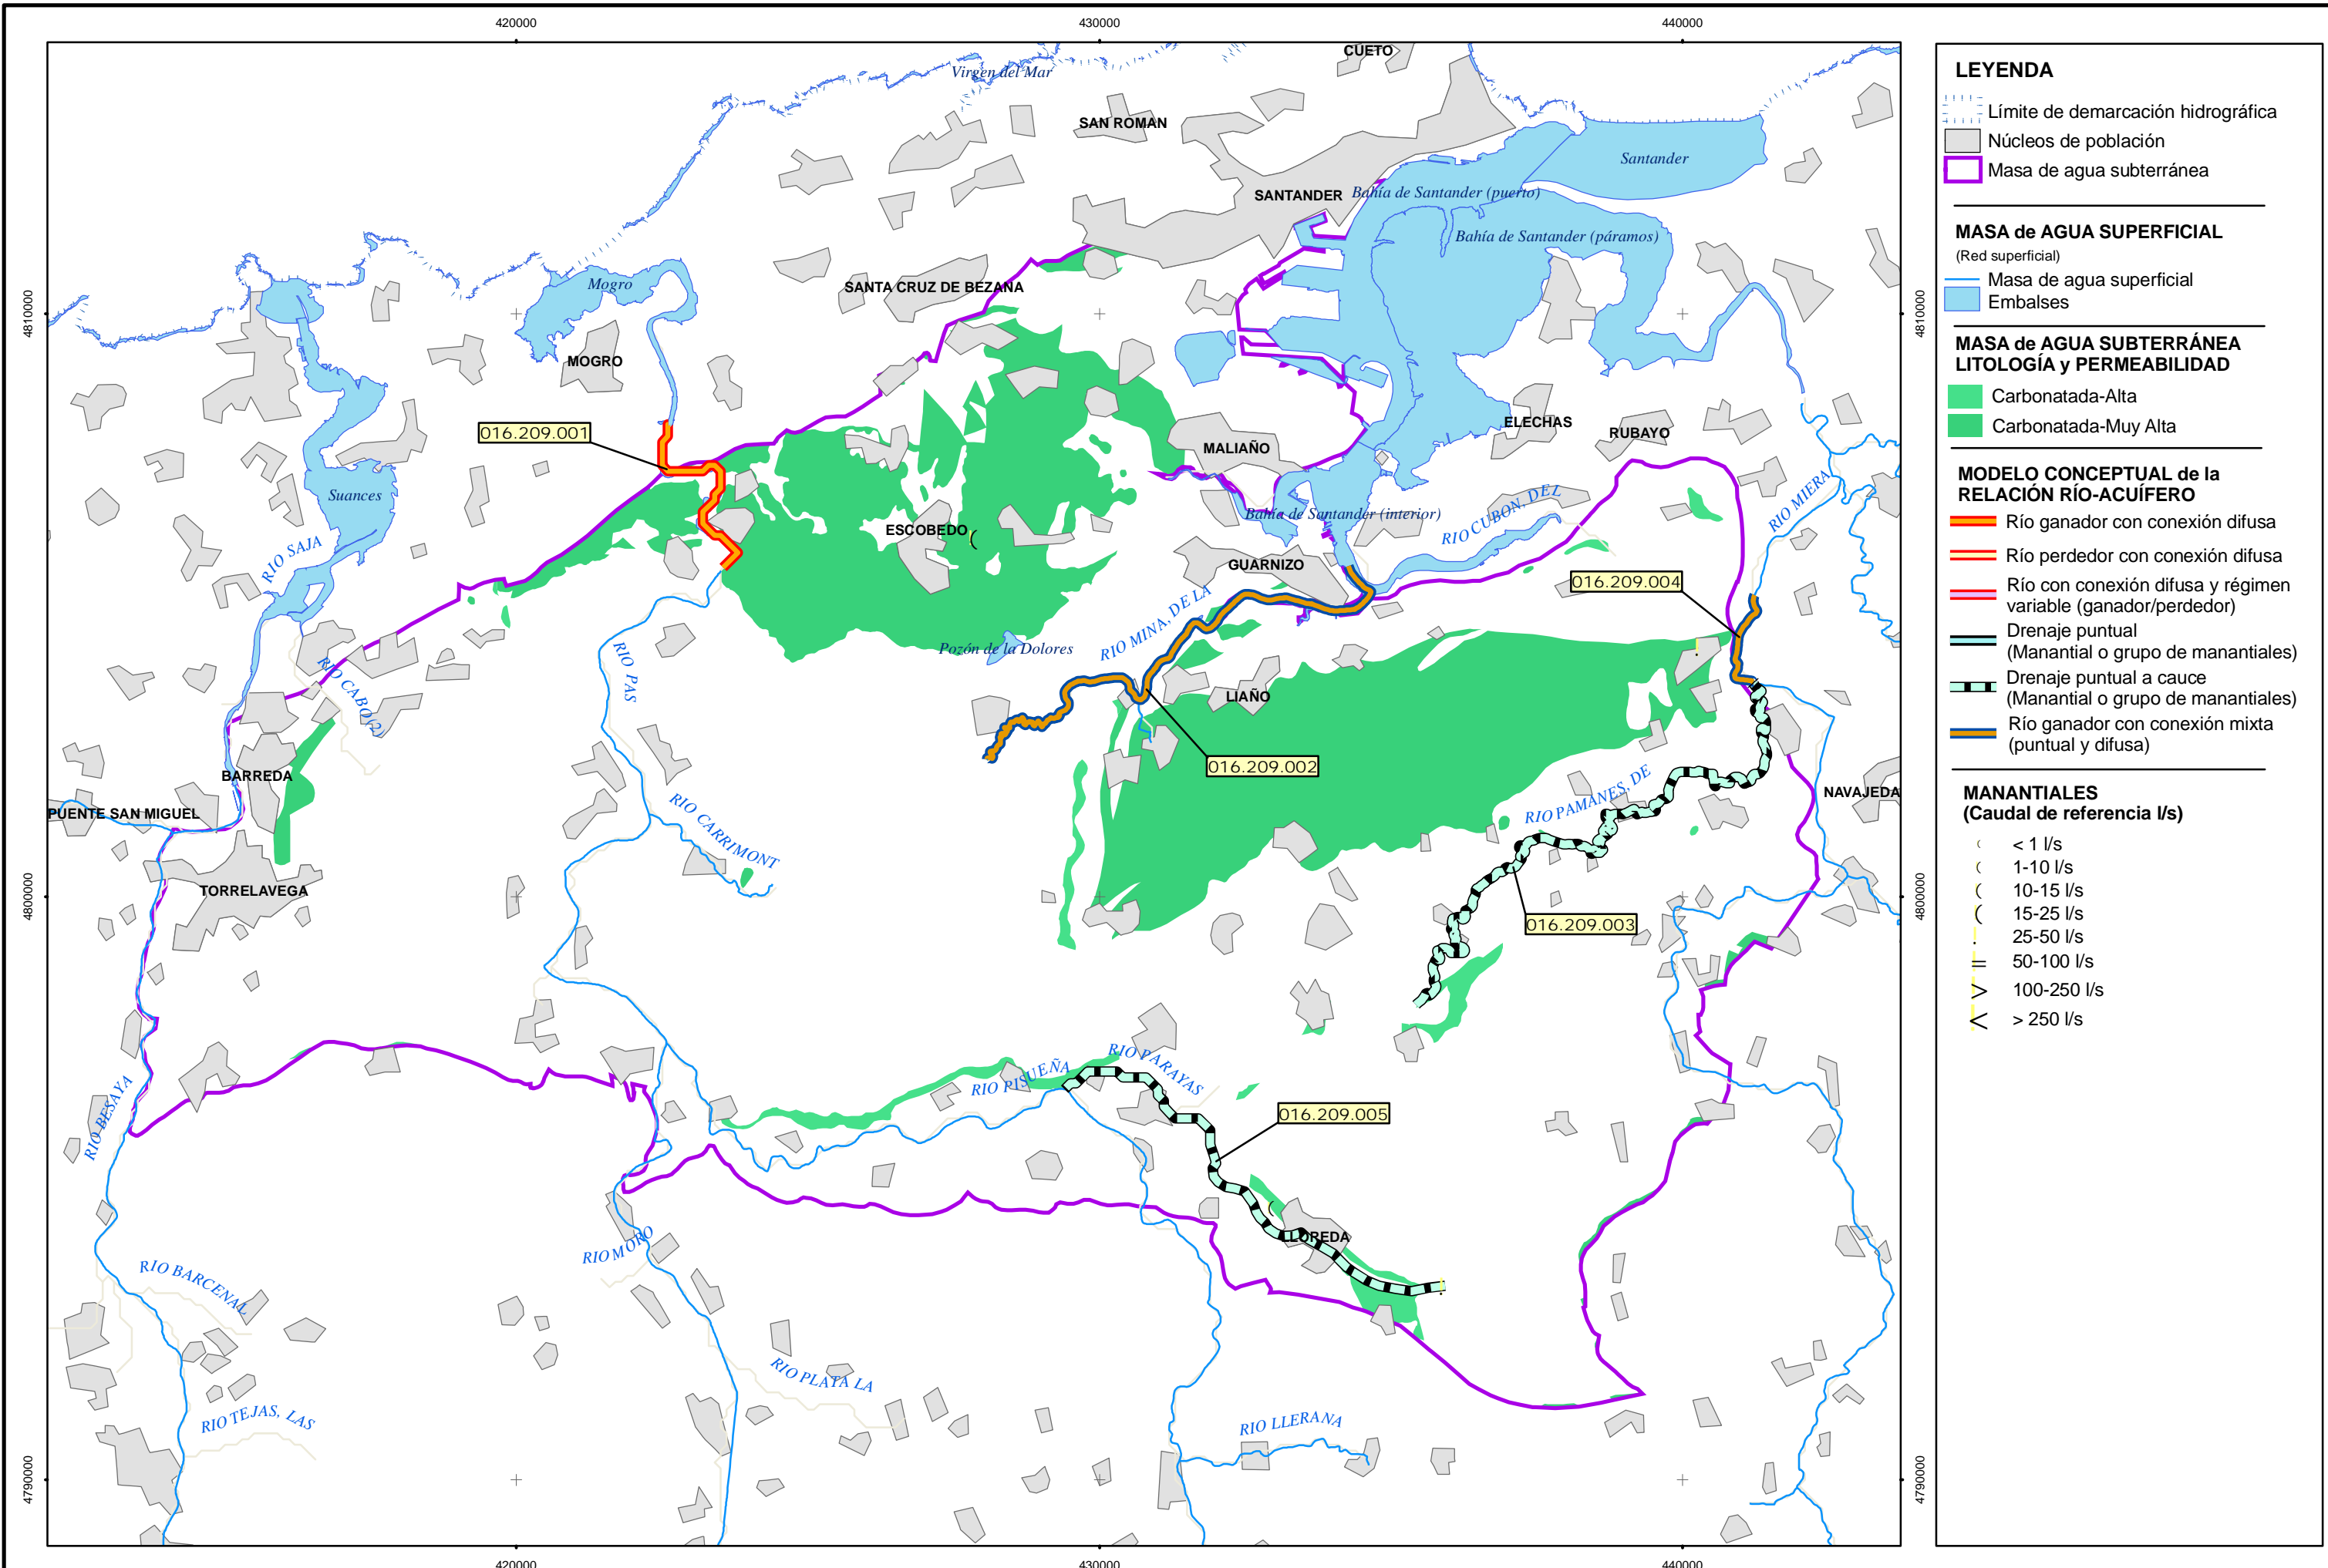 420000
430000
440000
CUETO
Virgen del Mar
SAN ROMAN
Santander
SANTANDER
Bahía de Santander (puerto)
Bahía de Santander (páramos)
Mogro
SANTA CRUZ DE BEZANA
4810000
4810000
MOGRO
016.209.001
MALIAÑO
ELECHAS
RUBAYO
Suances
RIO MIERA
ESCOBEDO
Bahía de Santander (interior)
RIO CUBON, DEL
RIO SAJA
GUARNIZO
016.209.004
RIO MINA, DE LA
Pozón de la Dolores
RIO PAS
RIO CABO(2)
LIAÑO
016.209.002
BARREDA
PUENTE SAN MIGUEL
RIO PAMANES, DE
NAVAJEDA
RIO CARRIMONT
TORRELAVEGA
4800000
4800000
016.209.003
RIO PISUEÑA
RIO PARAYAS
016.209.005
RIO BESAYA
LLOREDA
RIO MORO
RIO BARCENAL
RIO PLATA LA
RIO TEJAS, LAS
RIO LLERANA
4790000
4790000
420000
430000
440000
LEYENDA
Límite de demarcación hidrográfica
Núcleos de población
Masa de agua subterránea
MASA de AGUA SUPERFICIAL
(Red superficial)
Masa de agua superficial
Embalses
MASA de AGUA SUBTERRÁNEA
LITOLOGÍA y PERMEABILIDAD
Carbonatada-Alta
Carbonatada-Muy Alta
MODELO CONCEPTUAL de la
RELACIÓN RÍO-ACUÍFERO
Río ganador con conexión difusa
Río perdedor con conexión difusa
Río con conexión difusa y régimen
variable (ganador/perdedor)
Drenaje puntual
(Manantial o grupo de manantiales)
Drenaje puntual a cauce
(Manantial o grupo de manantiales)
Río ganador con conexión mixta
(puntual y difusa)
MANANTIALES
(Caudal de referencia l/s)
< 1 l/s
1-10 l/s
10-15 l/s
15-25 l/s
25-50 l/s
50-100 l/s
100-250 l/s
> 250 l/s